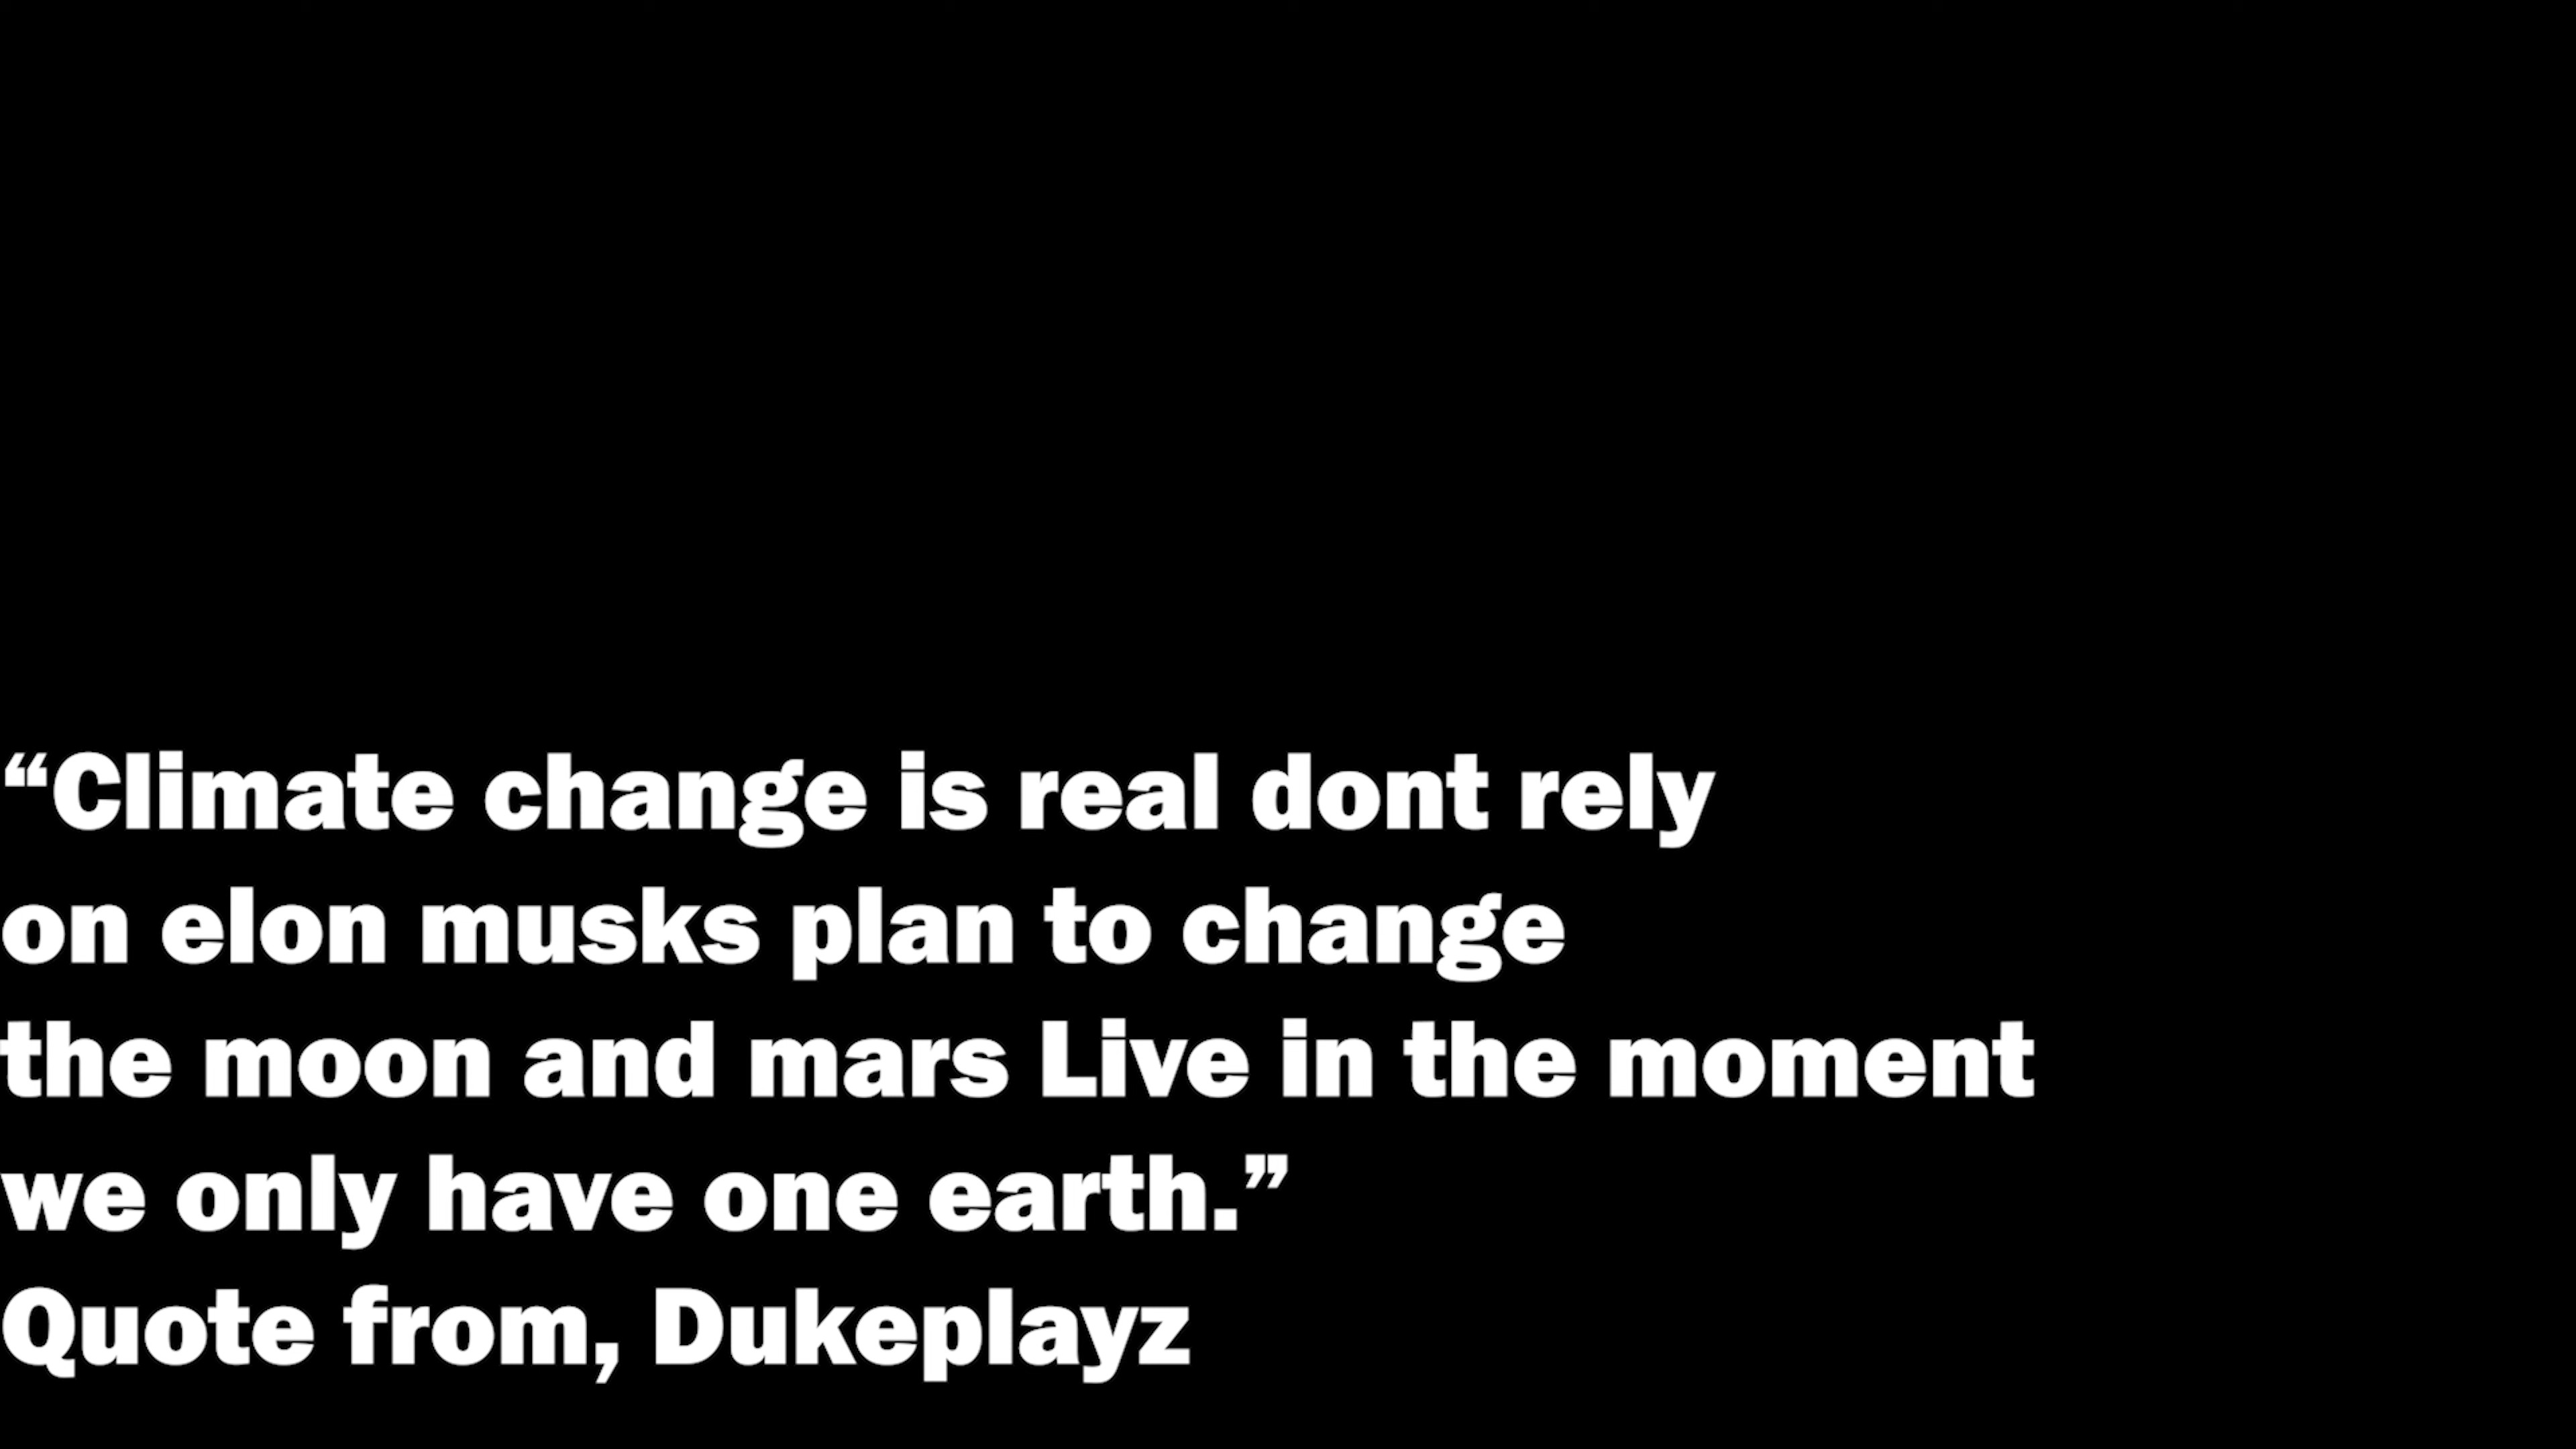 “Climate change is real dont rely
on elon musks plan to change
the moon and mars Live in the moment
we only have one earth.”
Quote from, Dukeplayz